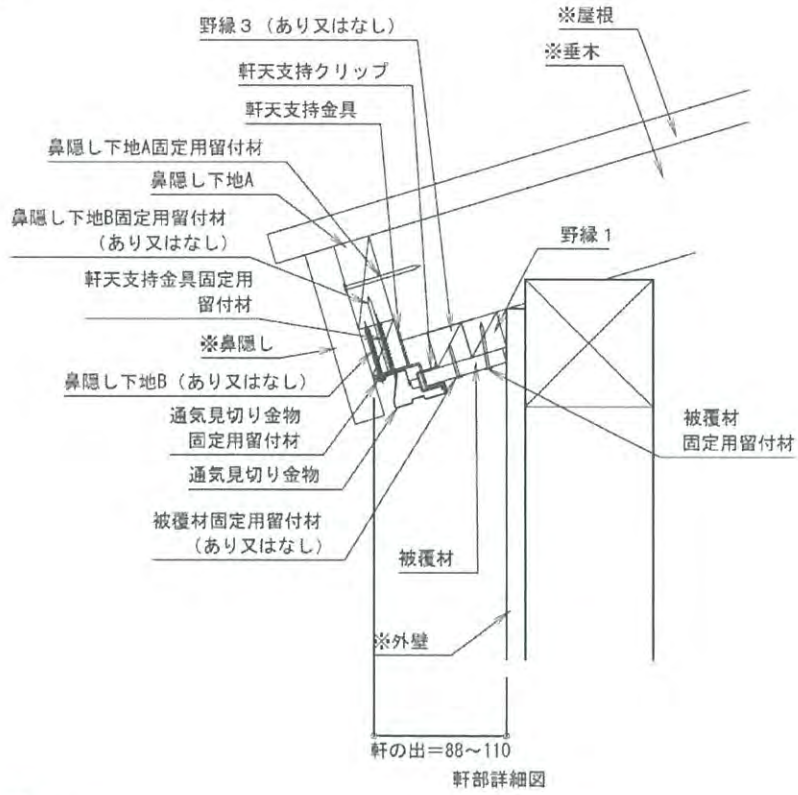 野縁3（あり又はなし）
※屋根
軒天支持クリップ
※垂木
軒天支持金具
鼻隠し下地A固定用留付材
鼻隠し下地A
鼻隠し下地B固定用留付材
（あり又はなし）
野縁1
軒天支持金具固定用
留付材
※鼻隠し
鼻隠し下地B（あり又はなし）
通気見切り金物
固定用留付材
被覆材
固定用留付材
通気見切り金物
被覆材固定用留付材
（あり又はなし）
被覆材
※外壁
軒の出＝88～110
軒部詳細図